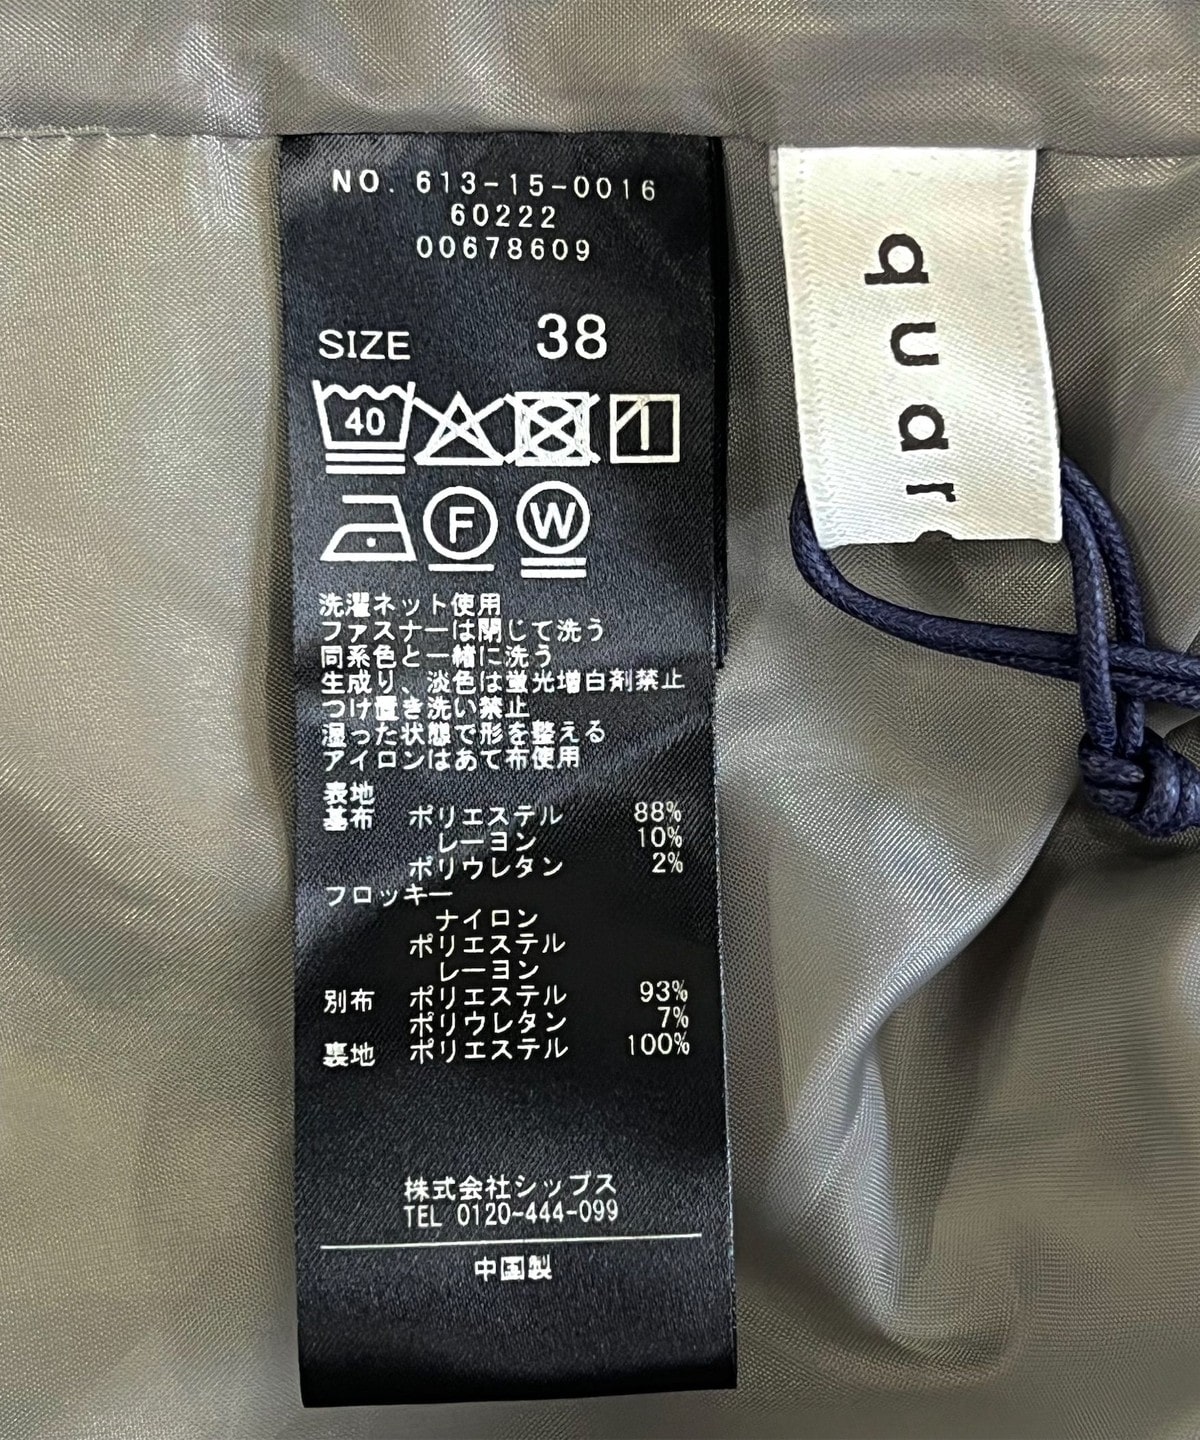 NO. 613-15-0016
60222
00678609
SIZE 38
40
F W
洗濯ネット使用
ファスナーは閉じて洗う
同系色と一緒に洗う
生成り、淡色は蛍光増白剤禁止
つけ置き洗い禁止
湿った状態で形を整える
アイロンはあて布使用
表地
基布 ポリエステル 88%
レーヨン 10%
ポリウレタン 2%
フロッキー
ナイロン
ポリエステル
レーヨン
別布 ポリエステル 93%
ポリウレタン 7%
裏地 ポリエステル 100%
株式会社シップス
TEL 0120-444-099
中国製
quar